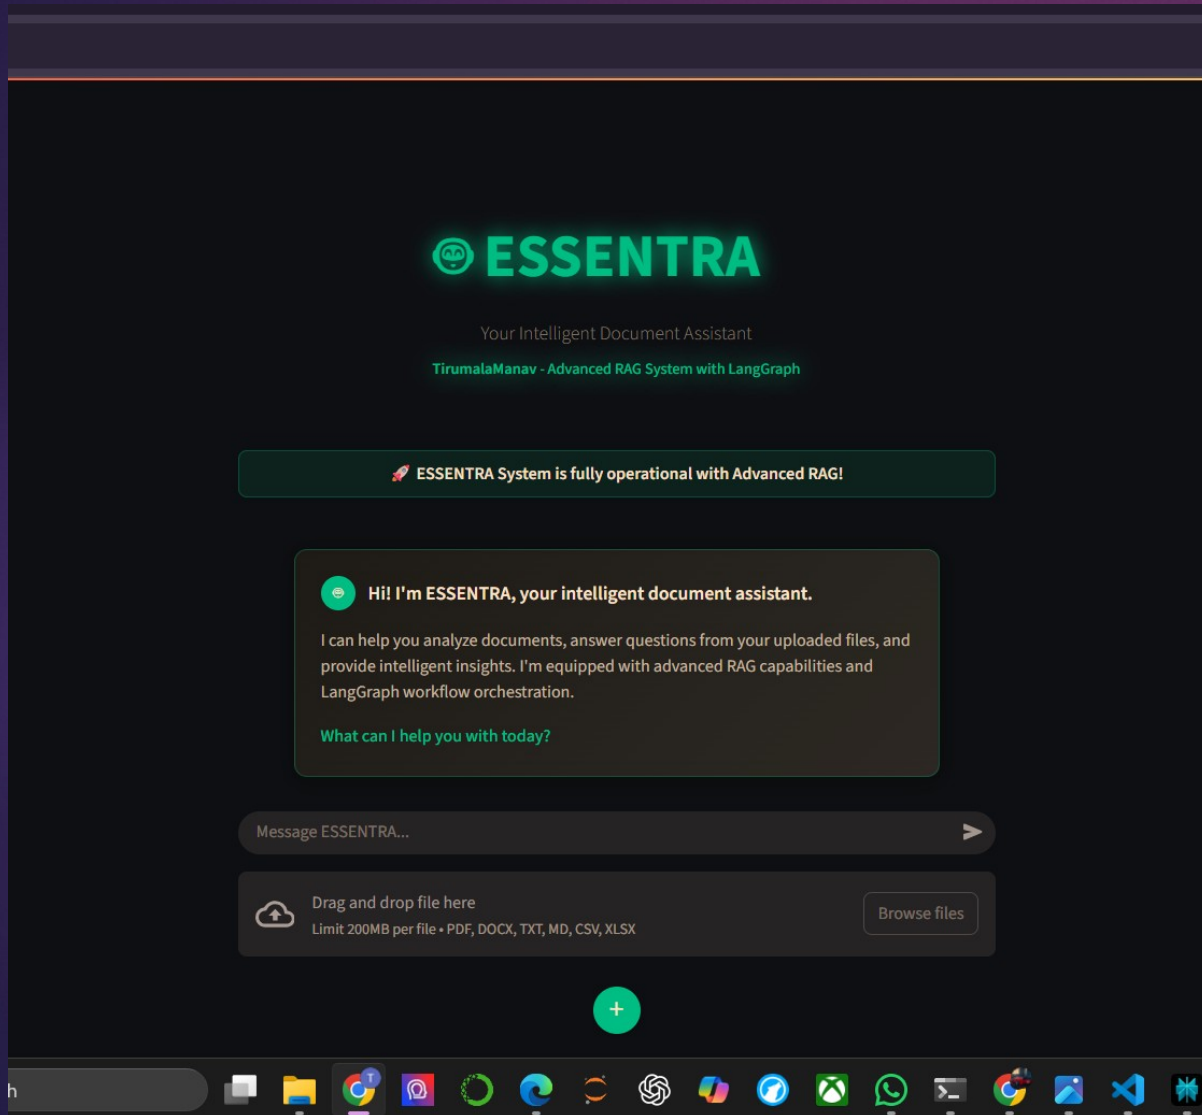 ESSENTRA
Your Intelligent Document Assistant
TirumalaManav - Advanced RAG System with LangGraph
🚀 ESSENTRA System is fully operational with Advanced RAG!
Hi! I'm ESSENTRA, your intelligent document assistant.
I can help you analyze documents, answer questions from your uploaded files, and
provide intelligent insights. I'm equipped with advanced RAG capabilities and
LangGraph workflow orchestration.
What can I help you with today?
Message ESSENTRA...
Drag and drop file here
Limit 200MB per file • PDF, DOCX, TXT, MD, CSV, XLSX
Browse files
+
h
T